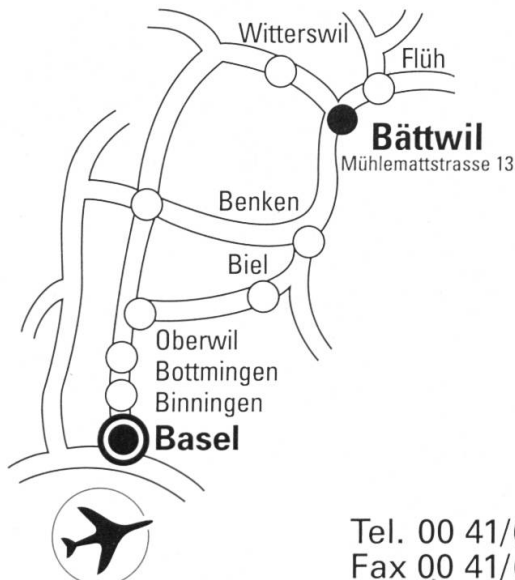 Witterswil
Flüh
Bättwil
Mühlemattstrasse 13
Benken
Biel
Oberwil
Bottmingen
Binningen
Basel
Tel. 00 41/
Fax 00 41/